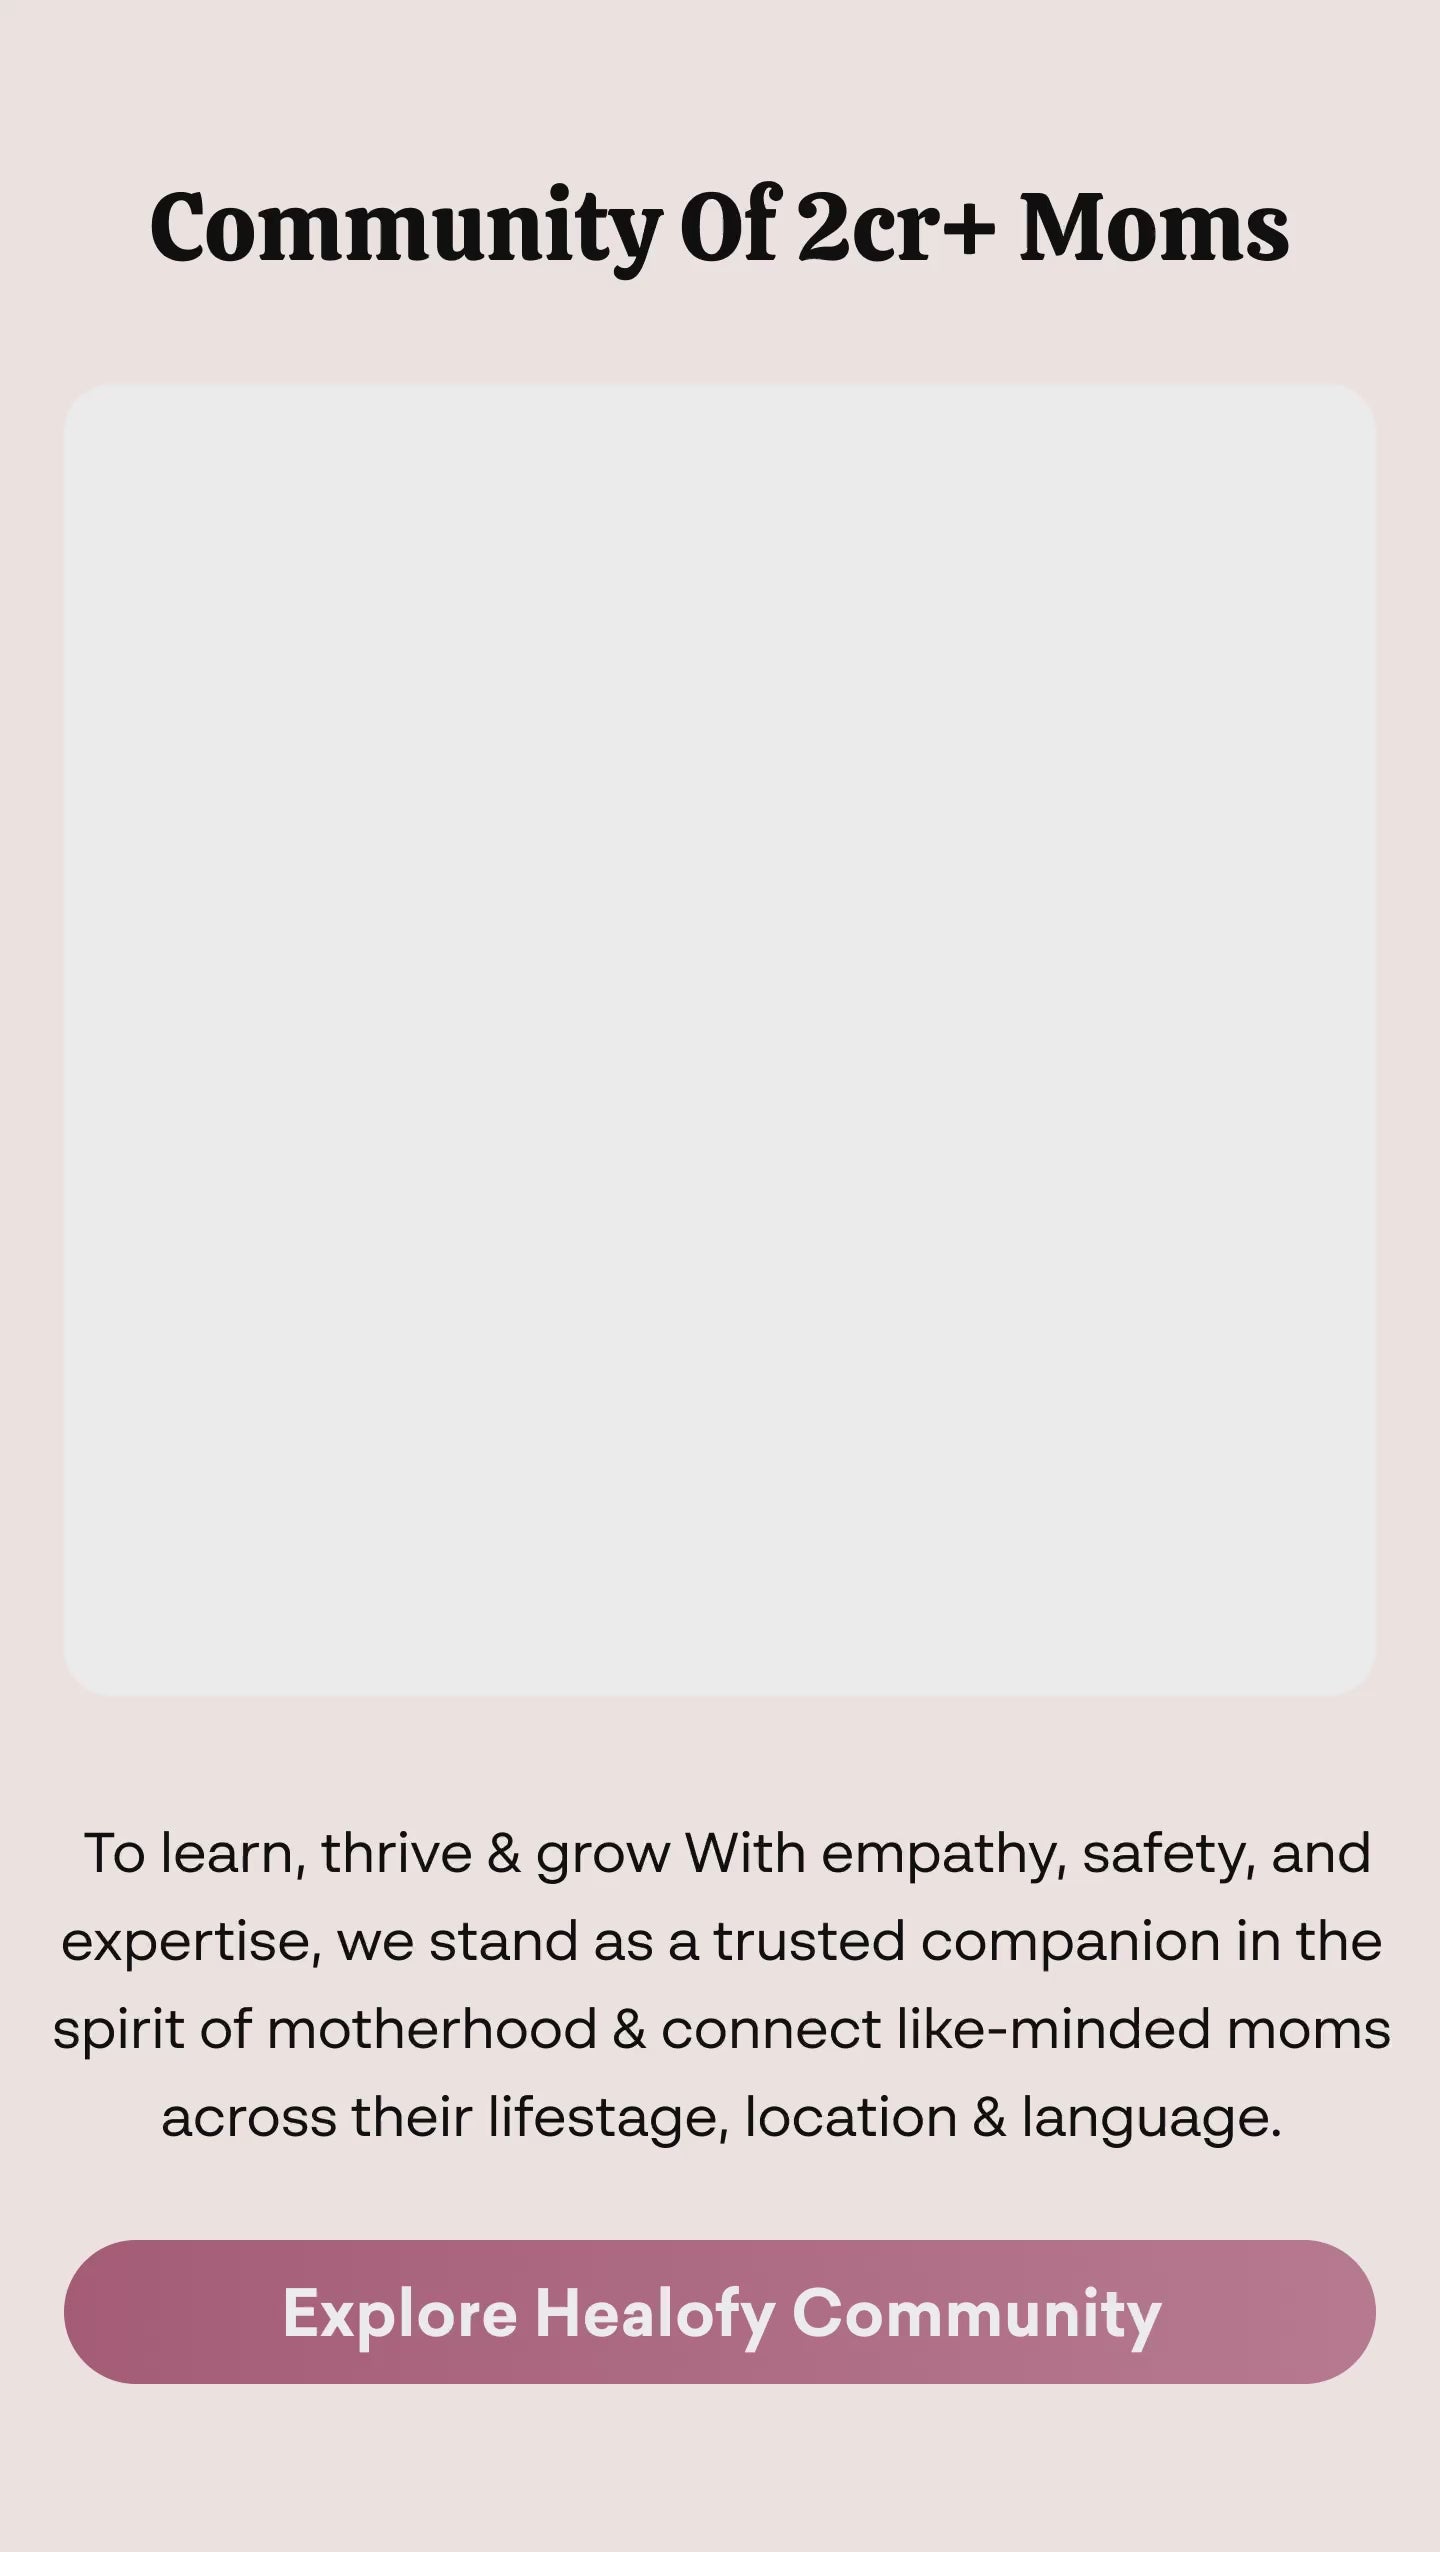 Community Of 2cr+ Moms
To learn, thrive & grow With empathy, safety, and
expertise, we stand as a trusted companion in the
spirit of motherhood & connect like-minded moms
across their lifestage, location & language.
Explore Healofy Community